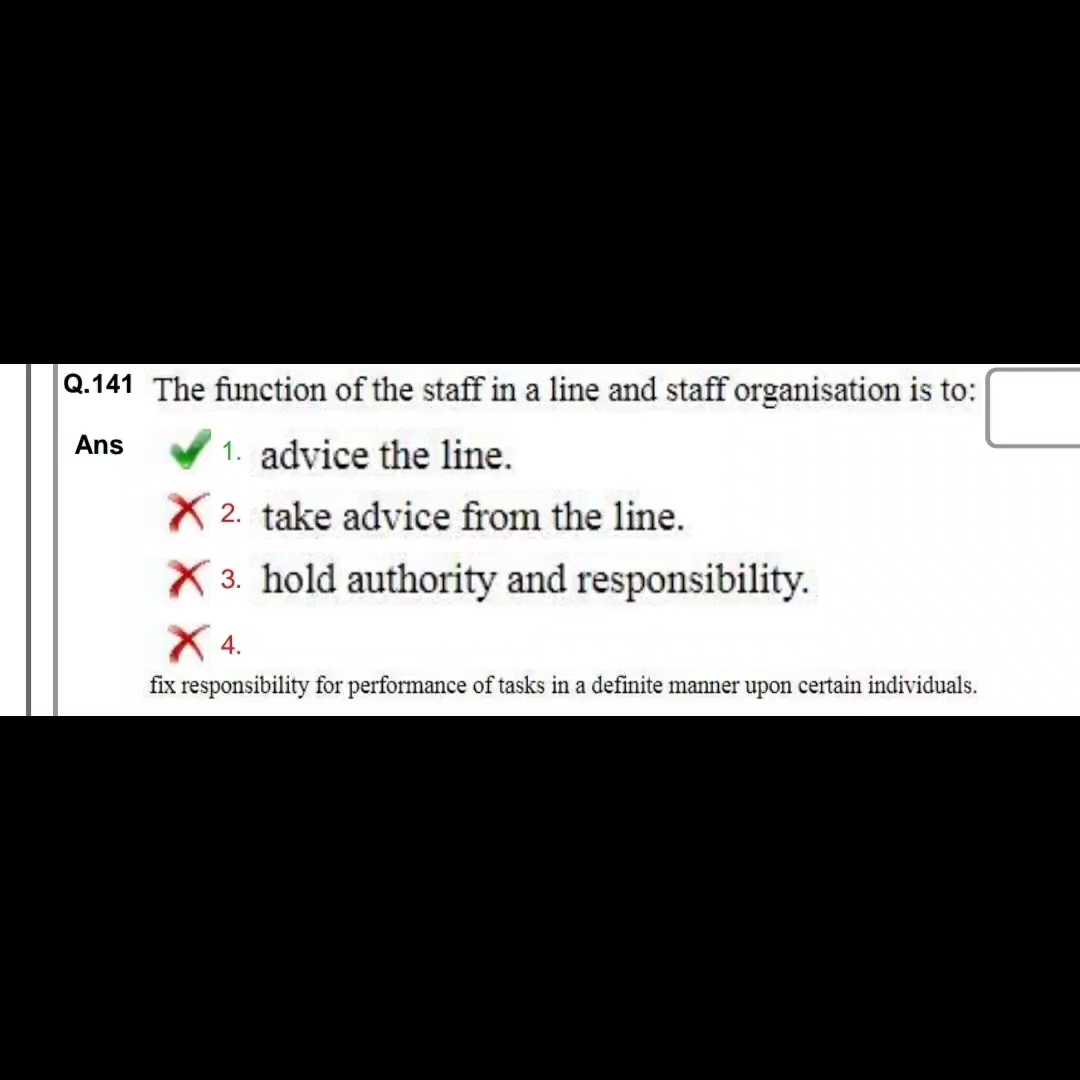 Q.141 The function of the staff in a line and staff organisation is to:
Ans 1. advice the line.
2. take advice from the line.
3. hold authority and responsibility.
4.
fix responsibility for performance of tasks in a definite manner upon certain individuals.